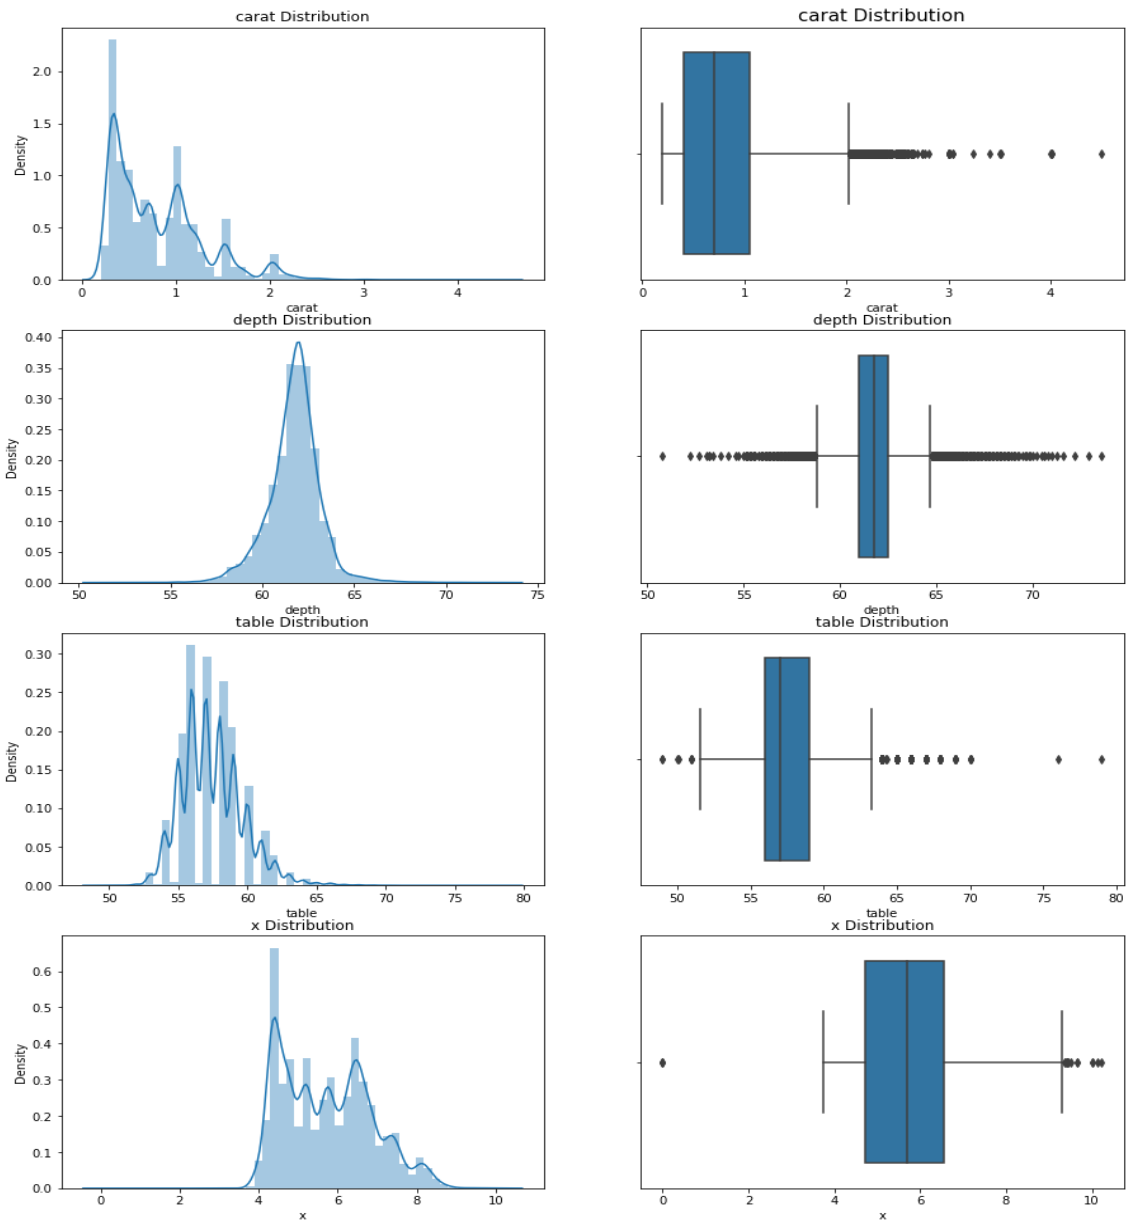 carat Distribution
Density
2.0
1.5
1.0
0.5
0.0
0 1 2 3 4
carat
carat Distribution
0 1 2 3 4
carat
depth Distribution
Density
0.40
0.35
0.30
0.25
0.20
0.15
0.10
0.05
0.00
50 55 60 65 70 75
depth
depth Distribution
50 55 60 65 70
depth
table Distribution
Density
0.30
0.25
0.20
0.15
0.10
0.05
0.00
50 55 60 65 70 75 80
table
table Distribution
50 55 60 65 70 75 80
table
x Distribution
Density
0.6
0.5
0.4
0.3
0.2
0.1
0.0
0 2 4 6 8 10
x
x Distribution
0 2 4 6 8 10
x